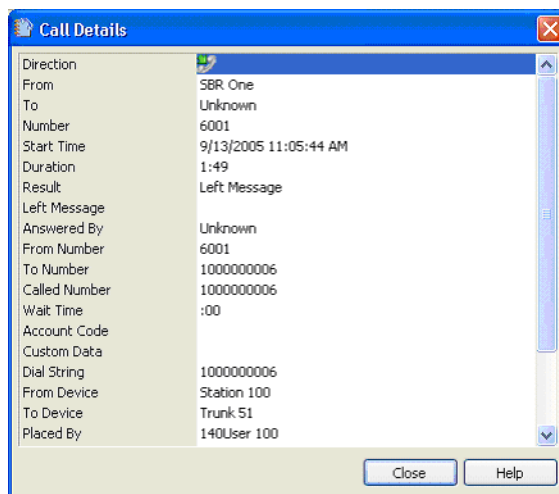 Call Details
Direction
From SBR One
To Unknown
Number 6001
Start Time 9/13/2005 11:05:44 AM
Duration 1:49
Result Left Message
Left Message
Answered By Unknown
From Number 6001
To Number 1000000006
Called Number 1000000006
Wait Time :00
Account Code
Custom Data
Dial String 1000000006
From Device Station 100
To Device Trunk 51
Placed By 140User 100
Close Help